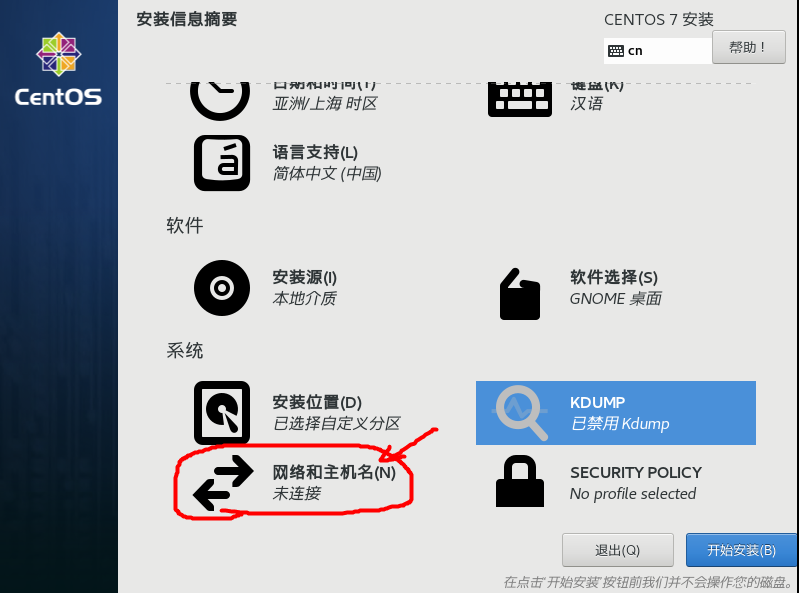 安装信息摘要
CENTOS 7 安装
cn
帮助！
CentOS
日期和时间(T)
亚洲/上海 时区
键盘(K)
汉语
语言支持(L)
简体中文 (中国)
软件
安装源(I)
本地介质
软件选择(S)
GNOME 桌面
系统
安装位置(D)
已选择自定义分区
KDUMP
已禁用 Kdump
网络和主机名(N)
未连接
SECURITY POLICY
No profile selected
退出(Q)
开始安装(B)
在点击'开始安装'按钮前我们并不会操作您的磁盘。